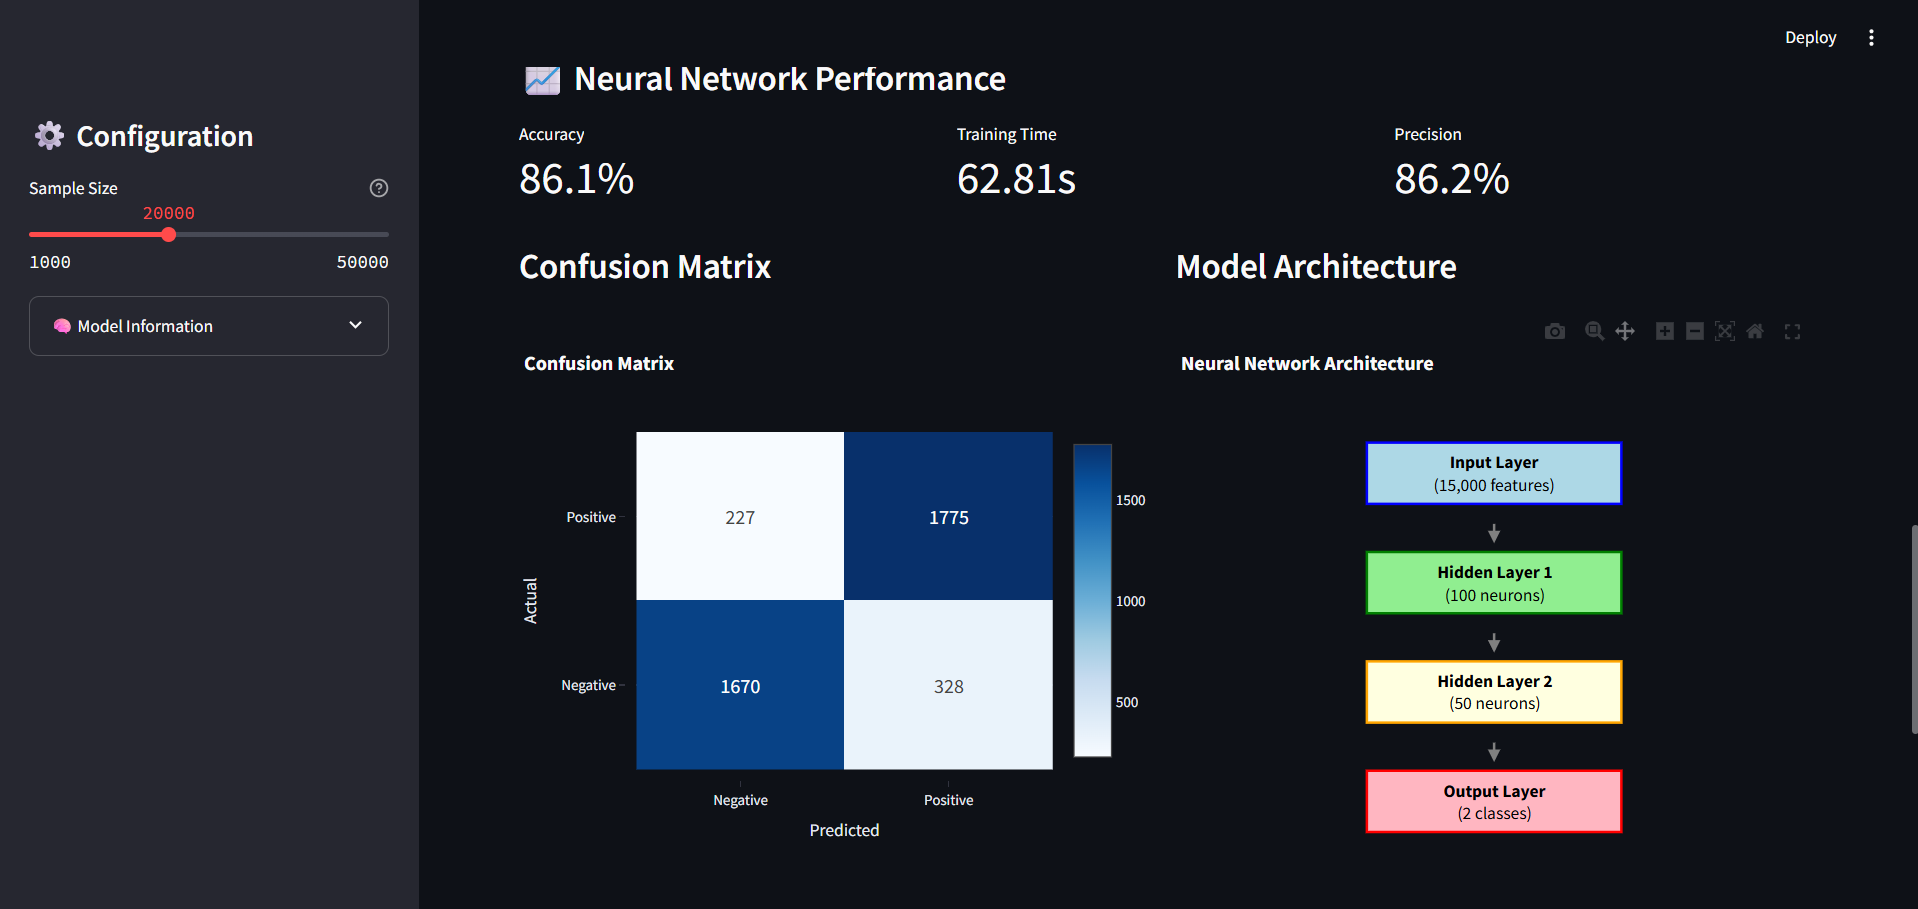 Deploy
Configuration
Sample Size
20000
1000 50000
Model Information
Neural Network Performance
Accuracy
86.1%
Training Time
62.81s
Precision
86.2%
Confusion Matrix
Confusion Matrix
Actual
Positive
Negative
227 1775
1670 328
Negative Positive
Predicted
1500
1000
500
Model Architecture
Neural Network Architecture
Input Layer
(15,000 features)
Hidden Layer 1
(100 neurons)
Hidden Layer 2
(50 neurons)
Output Layer
(2 classes)